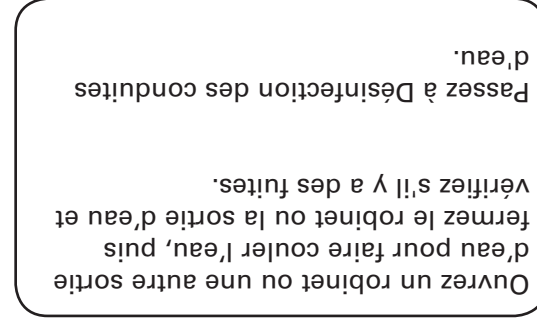 Ouvrez un robinet ou une autre sortie
d'eau pour faire couler l'eau, puis
fermez le robinet ou la sortie d'eau et
vérifiez s'il y a des fuites.
Passez à Désinfection des conduites
d'eau.